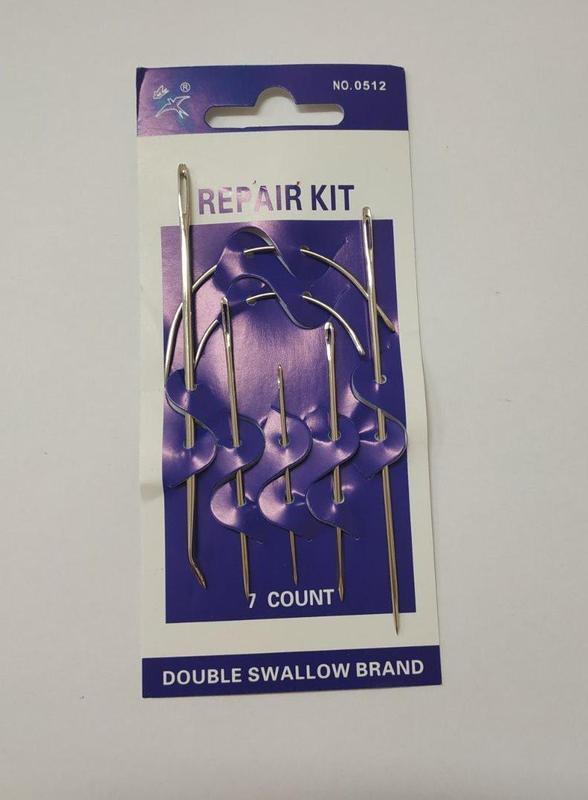 ®
NO.0512
REPAIR KIT
7 COUNT
DOUBLE SWALLOW BRAND